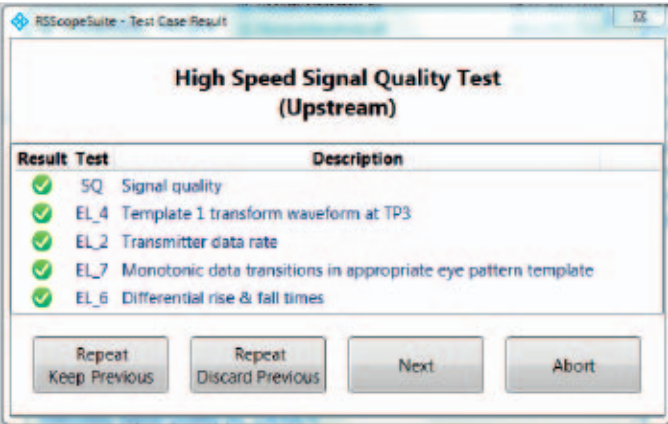 RSScopeSuite - Test Case Result
High Speed Signal Quality Test
(Upstream)
Result Test Description
SQ Signal quality
EL_4 Template 1 transform waveform at TP3
EL_2 Transmitter data rate
EL_7 Monotonic data transitions in appropriate eye pattern template
EL_6 Differential rise & fall times
Repeat
Keep Previous
Repeat
Discard Previous
Next
Abort